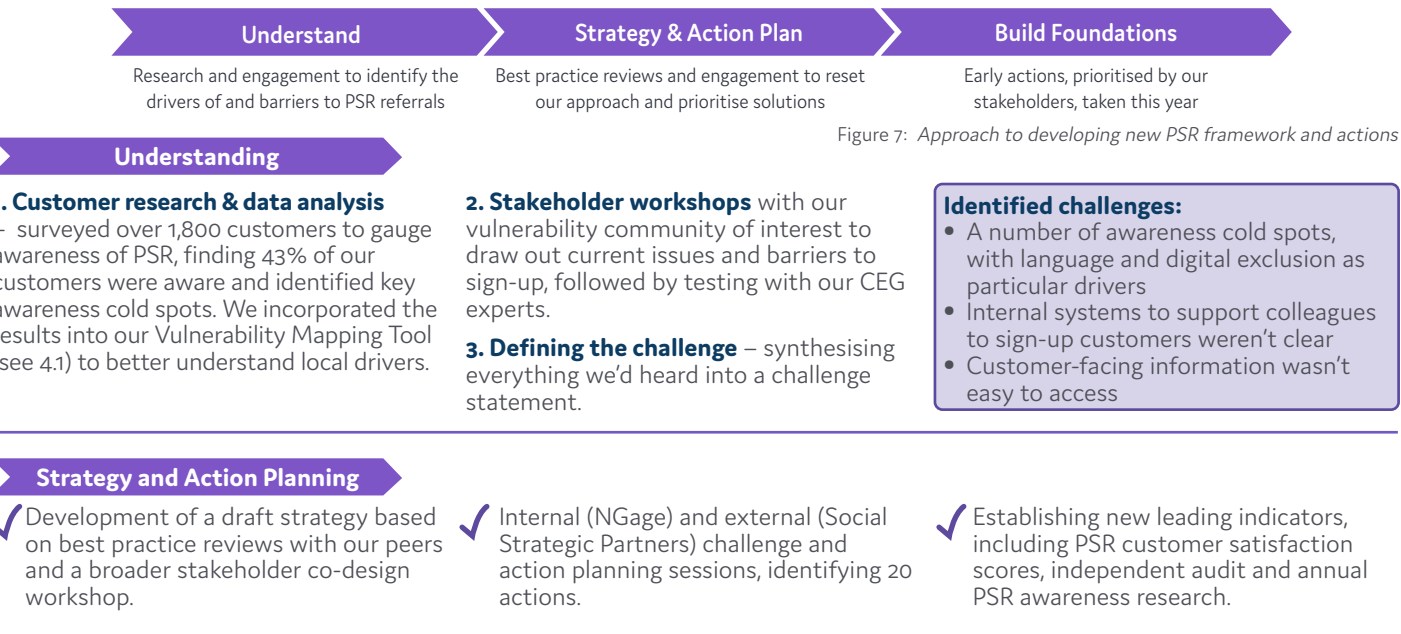 Understand
Strategy & Action Plan
Build Foundations
Research and engagement to identify the
drivers of and barriers to PSR referrals
Best practice reviews and engagement to reset
our approach and prioritise solutions
Early actions, prioritised by our
stakeholders, taken this year
Figure 7: Approach to developing new PSR framework and actions
Understanding
. Customer research & data analysis
- surveyed over 1,800 customers to gauge
awareness of PSR, finding 43% of our
customers were aware and identified key
awareness cold spots. We incorporated the
results into our Vulnerability Mapping Tool
(see 4.1) to better understand local drivers.
2. Stakeholder workshops with our
vulnerability community of interest to
draw out current issues and barriers to
sign-up, followed by testing with our CEG
experts.
3. Defining the challenge – synthesising
everything we'd heard into a challenge
statement.
Identified challenges:
• A number of awareness cold spots,
with language and digital exclusion as
particular drivers
• Internal systems to support colleagues
to sign-up customers weren't clear
• Customer-facing information wasn't
easy to access
Strategy and Action Planning
✓ Development of a draft strategy based
on best practice reviews with our peers
and a broader stakeholder co-design
workshop.
✓ Internal (NGage) and external (Social
Strategic Partners) challenge and
action planning sessions, identifying 20
actions.
✓ Establishing new leading indicators,
including PSR customer satisfaction
scores, independent audit and annual
PSR awareness research.